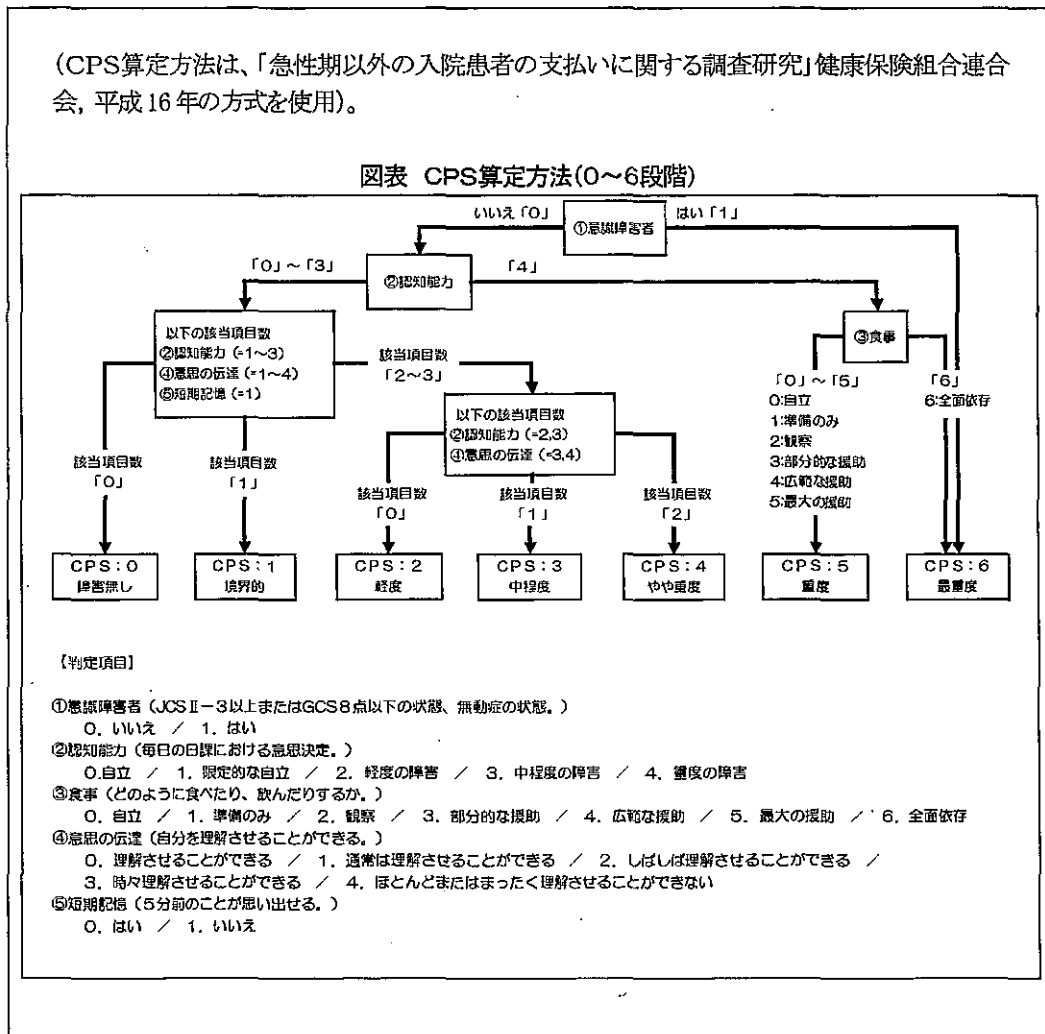 (CPS算定方法は、「急性期以外の入院患者の支払いに関する調査研究」健康保険組合連合
会, 平成16年の方式を使用)。
図表 CPS算定方法(0～6段階)
いいえ「0」
①意識障害者
はい「1」
「0」～「3」
②認知能力
「4」
以下の該当項目数
②認知能力 (=1～3)
④意思の伝達 (=1～4)
⑤短期記憶 (=1)
該当項目数
「2～3」
③食事
「0」～「5」
0:自立
1:準備のみ
2:観察
3:部分的な援助
4:広範な援助
5:最大の援助
「6」
6:全面依存
以下の該当項目数
②認知能力 (=2,3)
④意思の伝達 (=3,4)
該当項目数
「0」
該当項目数
「1」
該当項目数
「0」
該当項目数
「1」
該当項目数
「2」
CPS:0
障害無し
CPS:1
境界的
CPS:2
軽度
CPS:3
中程度
CPS:4
やや重度
CPS:5
重度
CPS:6
最重度
【判定項目】
①意識障害者 (JCSⅡ－3以上またはGCS8点以下の状態、無動症の状態。)
0. いいえ / 1. はい
②認知能力 (毎日の日課における意思決定。)
0.自立 / 1. 限定的な自立 / 2. 軽度の障害 / 3. 中程度の障害 / 4. 重度の障害
③食事 (どのように食べたり、飲んだりするか。)
0. 自立 / 1. 準備のみ / 2. 観察 / 3. 部分的な援助 / 4. 広範な援助 / 5. 最大の援助 / 6. 全面依存
④意思の伝達 (自分を理解させることができる。)
0. 理解させることができる / 1. 通常は理解させることができる / 2. しばしば理解させることができる /
3. 時々理解させることができる / 4. ほとんどまたはまったく理解させることができない
⑤短期記憶 (5分前のことが思い出せる。)
0. はい / 1. いいえ